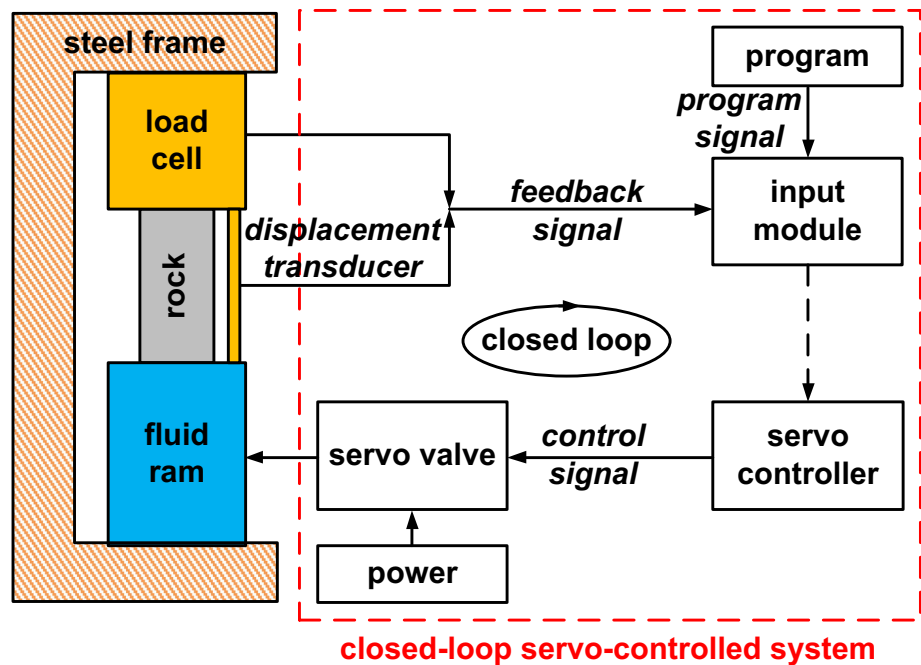 steel frame
load
cell
rock
fluid
ram
displacement
transducer
feedback
signal
program
program
signal
input
module
closed loop
servo
controller
control
signal
servo valve
power
closed-loop servo-controlled system